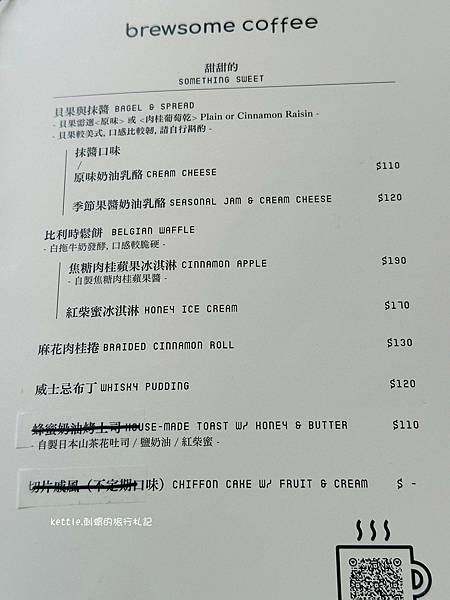 brewsome coffee
甜甜的
SOMETHING SWEET
貝果與抹醬 BAGEL & SPREAD
- 貝果需選<原味> 或 <肉桂葡萄乾> Plain or Cinnamon Raisin -
- 貝果較美式, 口感比較韌, 請自行斟酌 -
抹醬口味
/
原味奶油乳酪 CREAM CHEESE $110
季節果醬奶油乳酪 SEASONAL JAM & CREAM CHEESE $120
比利時鬆餅 BELGIAN WAFFLE
- 白拖牛奶發酵, 口感較脆硬 -
焦糖肉桂蘋果冰淇淋 CINNAMON APPLE $190
- 自製焦糖肉桂蘋果醬 -
紅柴蜜冰淇淋 HONEY ICE CREAM $170
麻花肉桂捲 BRAIDED CINNAMON ROLL $130
威士忌布丁 WHISKY PUDDING $120
蜂蜜奶油烤土司 HOUSE-MADE TOAST W/ HONEY & BUTTER $110
- 自製日本山茶花吐司 / 鹽奶油 / 紅柴蜜 -
切片戚風 (不定期口味) CHIFFON CAKE W/ FRUIT & CREAM $ -
kettie.刺蝟的旅行札記